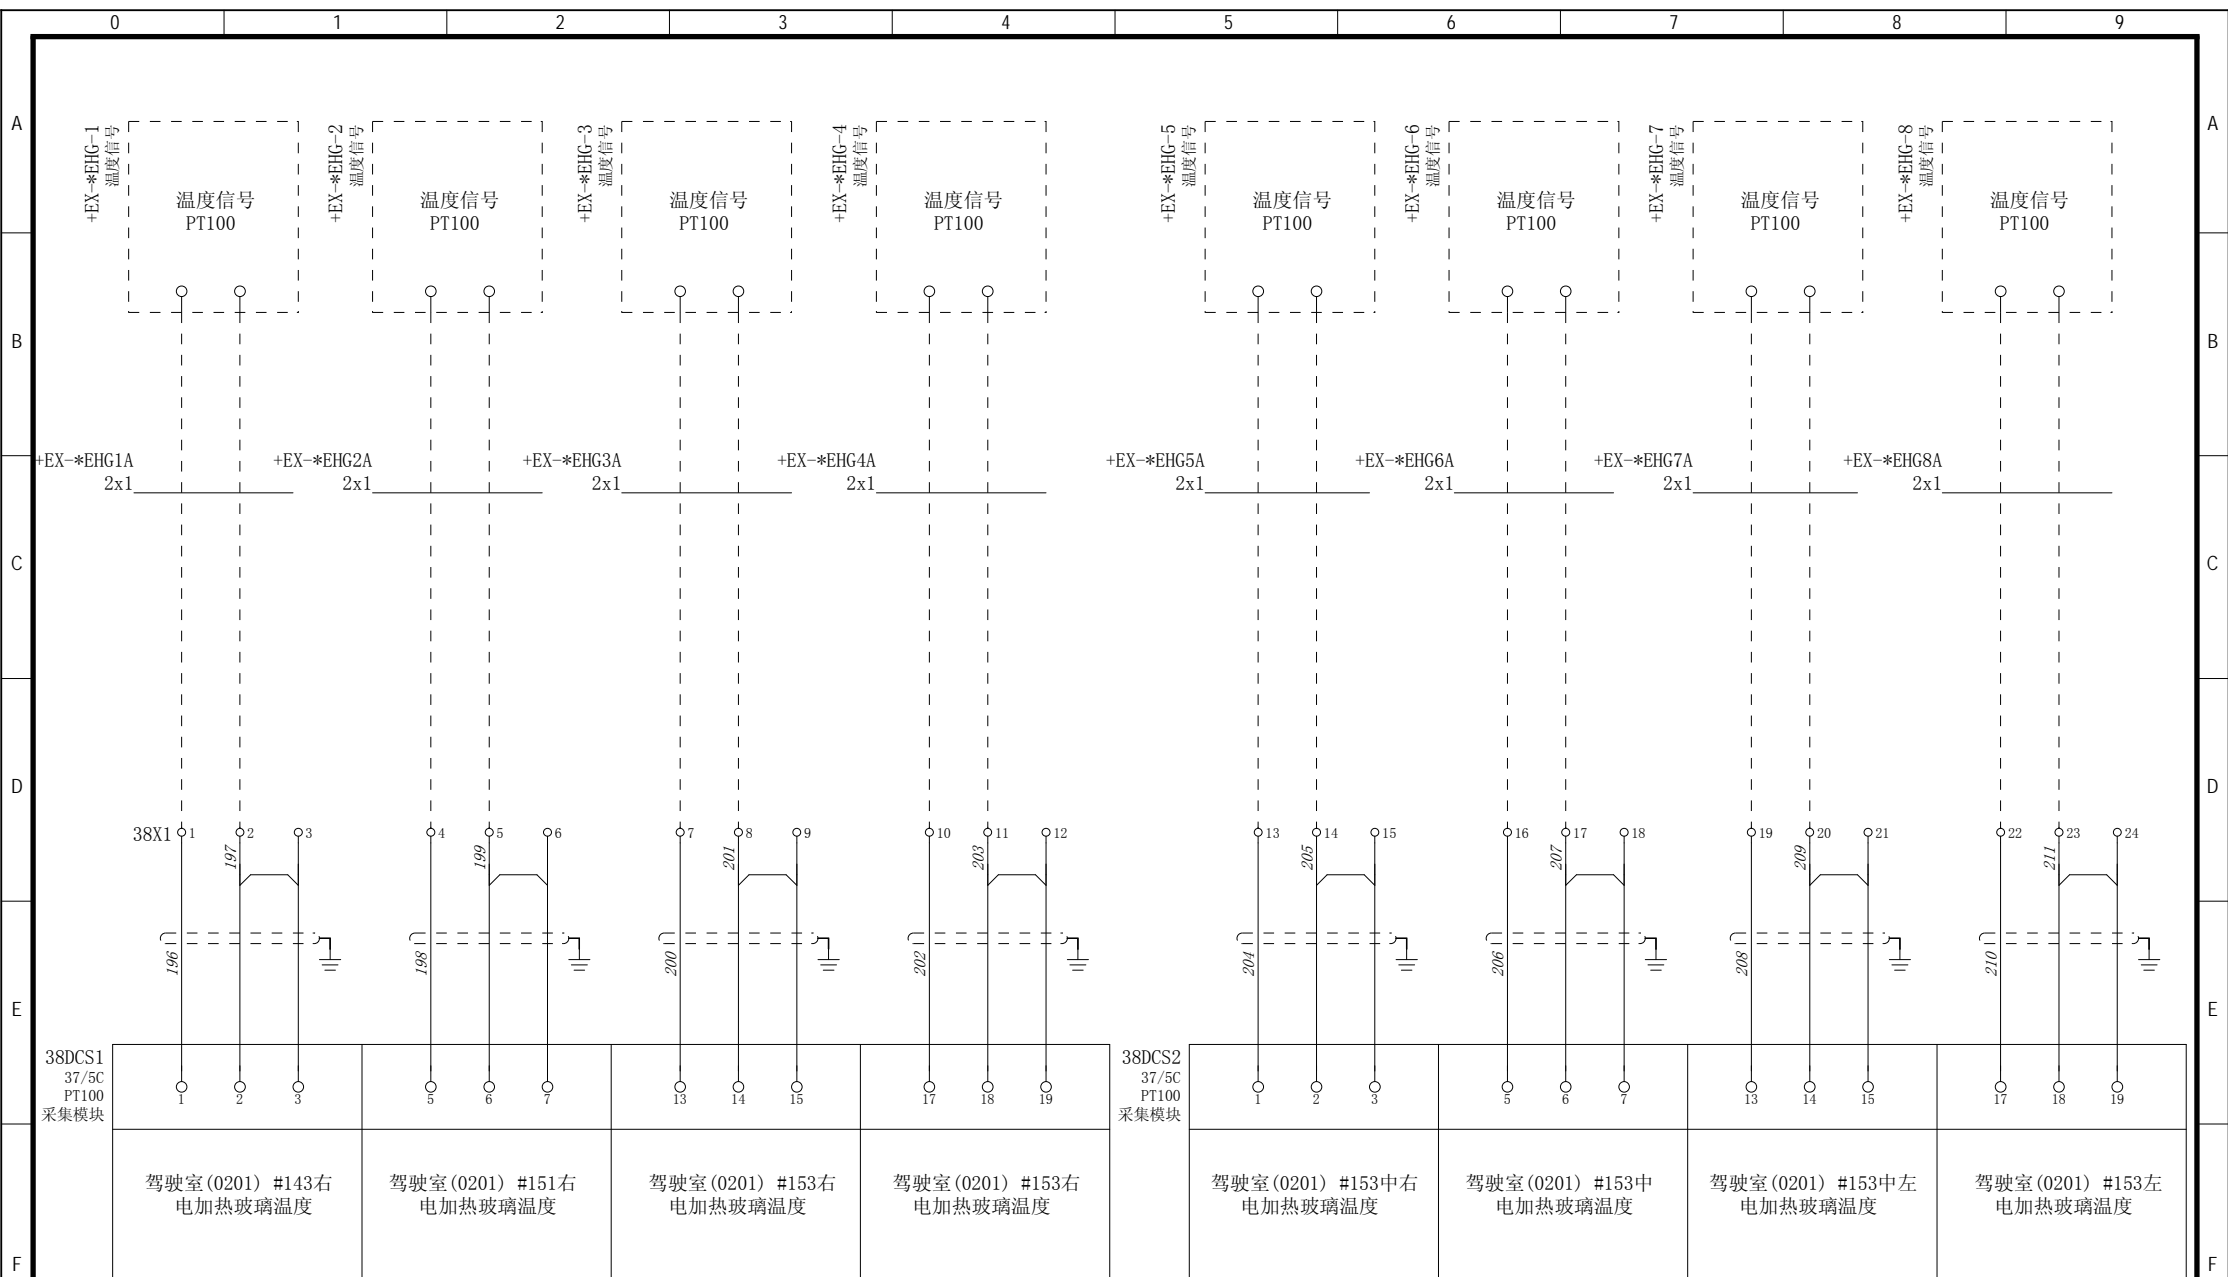 0 1 2 3 4 5 6 7 8 9
A A
+EX-*EHG-1 温度信号 +EX-*EHG-2 温度信号 +EX-*EHG-3 温度信号 +EX-*EHG-4 温度信号 +EX-*EHG-5 温度信号 +EX-*EHG-6 温度信号 +EX-*EHG-7 温度信号 +EX-*EHG-8 温度信号
温度信号 温度信号 温度信号 温度信号 温度信号 温度信号 温度信号 温度信号
PT100 PT100 PT100 PT100 PT100 PT100 PT100 PT100
B B
+EX-*EHG1A +EX-*EHG2A +EX-*EHG3A +EX-*EHG4A +EX-*EHG5A +EX-*EHG6A +EX-*EHG7A +EX-*EHG8A
2x1 2x1 2x1 2x1 2x1 2x1 2x1 2x1
C C
D D
38X1 1 2 3 4 5 6 7 8 9 10 11 12 13 14 15 16 17 18 19 20 21 22 23 24
197 199 201 203 205 207 209 211
196 198 200 202 204 206 208 210
E E
38DCS1 38DCS2
37/5C 37/5C
PT100 PT100
采集模块 采集模块
1 2 3 5 6 7 13 14 15 17 18 19 1 2 3 5 6 7 13 14 15 17 18 19
驾驶室(0201) #143右 驾驶室(0201) #151右 驾驶室(0201) #153右 驾驶室(0201) #153右 驾驶室(0201) #153中右 驾驶室(0201) #153中 驾驶室(0201) #153中左 驾驶室(0201) #153左
电加热玻璃温度 电加热玻璃温度 电加热玻璃温度 电加热玻璃温度 电加热玻璃温度 电加热玻璃温度 电加热玻璃温度 电加热玻璃温度
F F